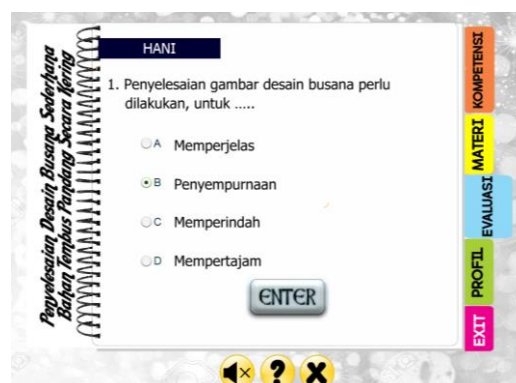 Penyelesaian Desain Busana Sederhana
Bahan Tembus Pandang Secara Kering
HANI
1. Penyelesaian gambar desain busana perlu
dilakukan, untuk .....
A Memperjelas
B Penyempurnaan
C Memperindah
D Mempertajam
ENTER
KOMPETENSI
MATERI
EVALUASI
PROFIL
EXIT
?